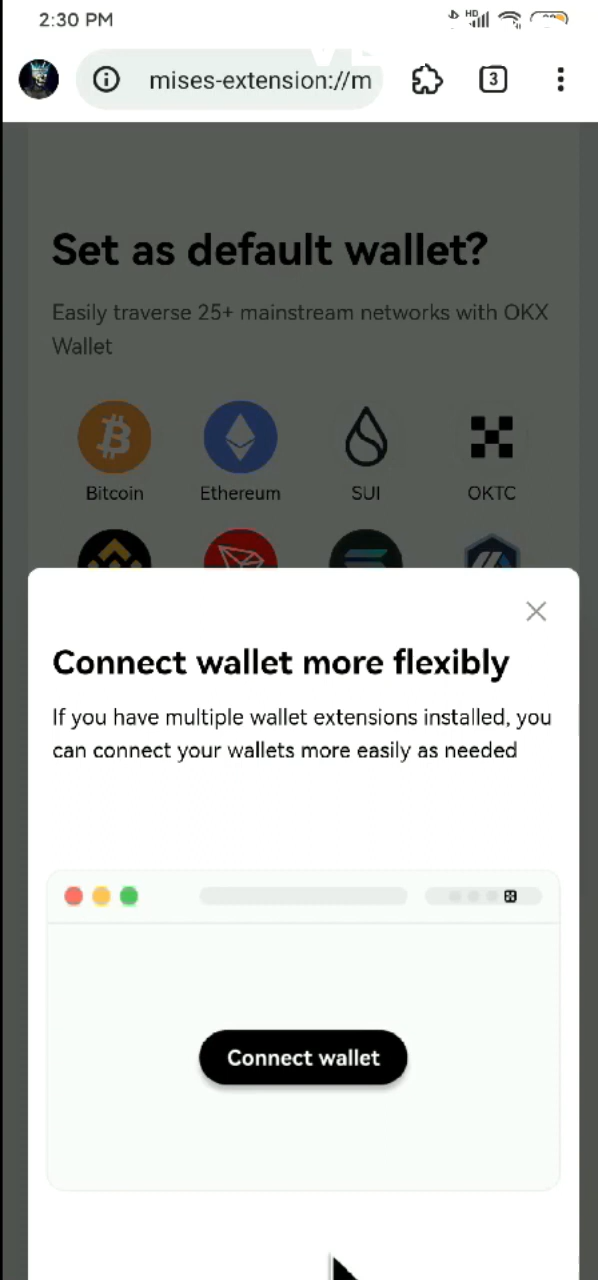 2:30 PM
HD
mises-extension://m
3
Set as default wallet?
Easily traverse 25+ mainstream networks with OKX
Wallet
Bitcoin Ethereum SUI OKTC
Connect wallet more flexibly
If you have multiple wallet extensions installed, you
can connect your wallets more easily as needed
Connect wallet